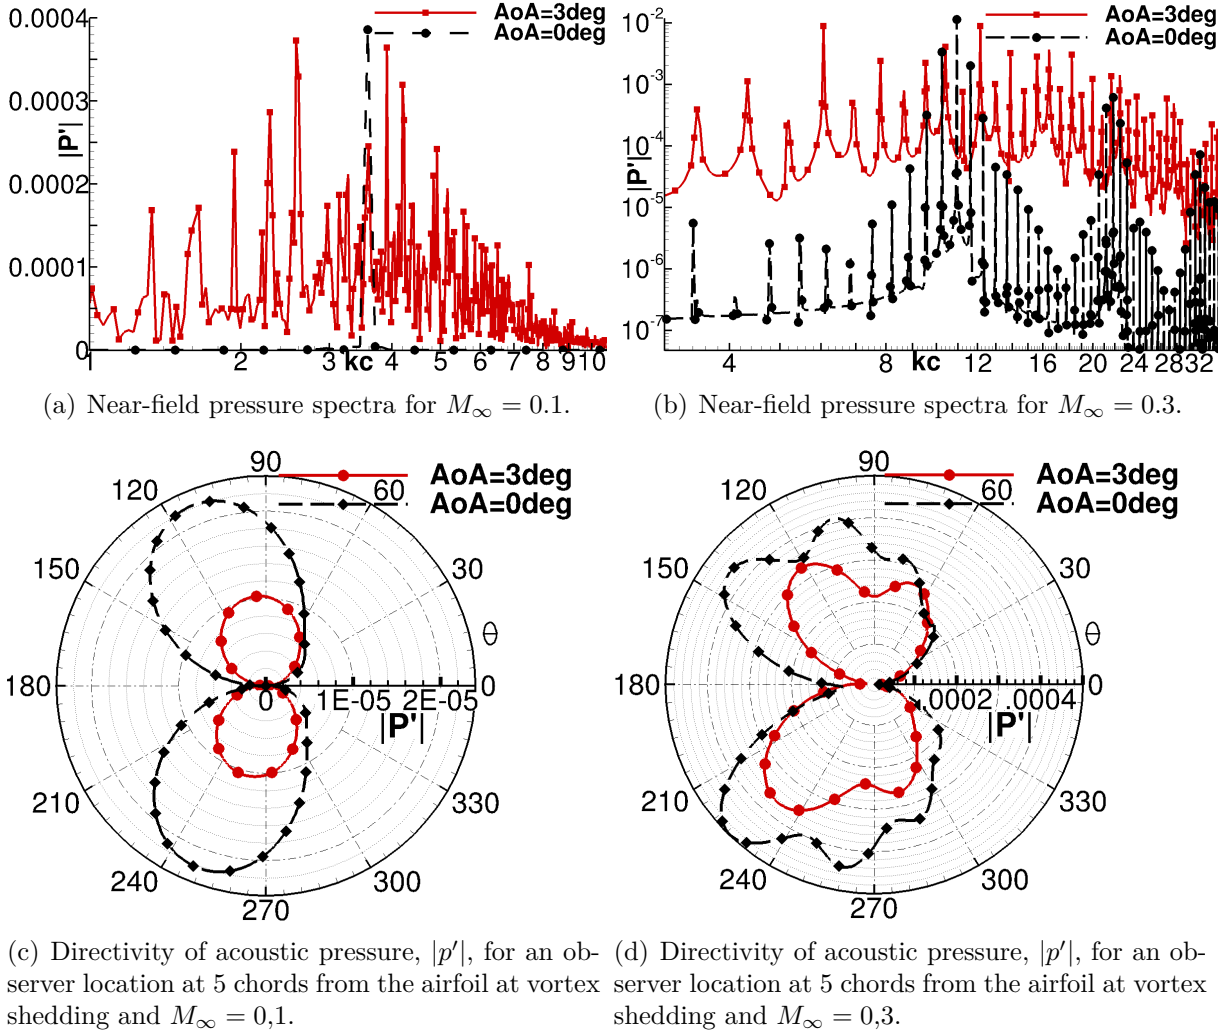 0.0004
AoA=3deg
AoA=0deg
0.0003
|P'|
0.0002
0.0001
0
1 2 3 kc 4 5 6 7 8 9 10
(a) Near-field pressure spectra for M∞ = 0.1.
10-2
AoA=3deg
AoA=0deg
10-3
10-4
|P'|
10-5
10-6
10-7
4 8 kc 12 16 20 24 28 32
(b) Near-field pressure spectra for M∞ = 0.3.
90
AoA=3deg
120 60
AoA=0deg
150 30
θ
180 0 1E-05 2E-05 0
|P'|
210 330
240 300
270
90
AoA=3deg
120 60
AoA=0deg
150 30
θ
180 .0002 .0004 0
|P'|
210 330
240 300
270
(c) Directivity of acoustic pressure, |p′|, for an ob-
server location at 5 chords from the airfoil at vortex
shedding and M∞ = 0,1.
(d) Directivity of acoustic pressure, |p′|, for an ob-
server location at 5 chords from the airfoil at vortex
shedding and M∞ = 0,3.